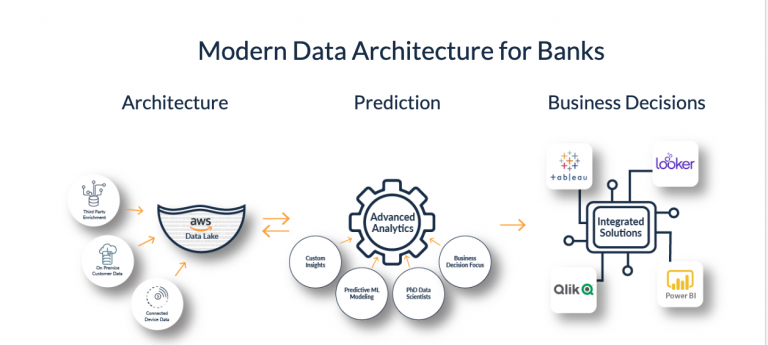 Modern Data Architecture for Banks
Architecture
Prediction
Business Decisions
+ableau
looker
Third Party
Enrichment
aws
Data Lake
Advanced
Analytics
Integrated
Solutions
On Premise
Customer Data
Custom
Insights
Business
Decision Focus
Predictive ML
Modeling
PhD Data
Scientists
Connected
Device Data
Qlik
Power BI